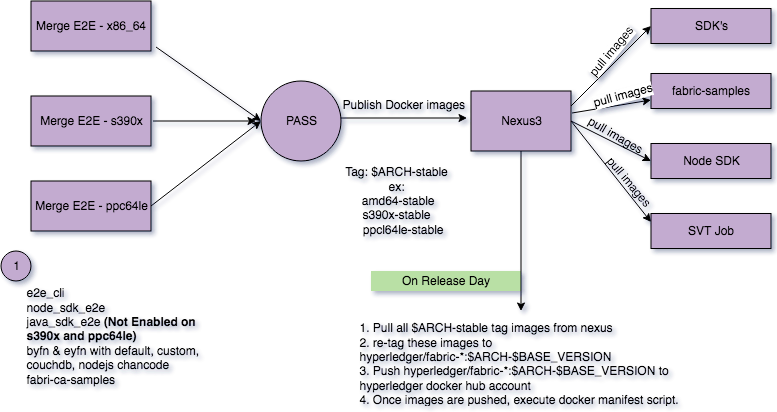 Merge E2E - x86_64
SDK's
pull images
fabric-samples
pull images
Publish Docker images
Merge E2E - s390x
PASS
Nexus3
pull images
Node SDK
pull images
Tag: $ARCH-stable
ex:
amd64-stable
s390x-stable
ppcl64le-stable
Merge E2E - ppc64le
SVT Job
1
On Release Day
e2e_cli
node_sdk_e2e
java_sdk_e2e (Not Enabled on
s390x and ppc64le)
byfn & eyfn with default, custom,
couchdb, nodejs chancode
fabri-ca-samples
1. Pull all $ARCH-stable tag images from nexus
2. re-tag these images to
hyperledger/fabric-*:$ARCH-$BASE_VERSION
3. Push hyperledger/fabric-*:$ARCH-$BASE_VERSION to
hyperledger docker hub account
4. Once images are pushed, execute docker manifest script.